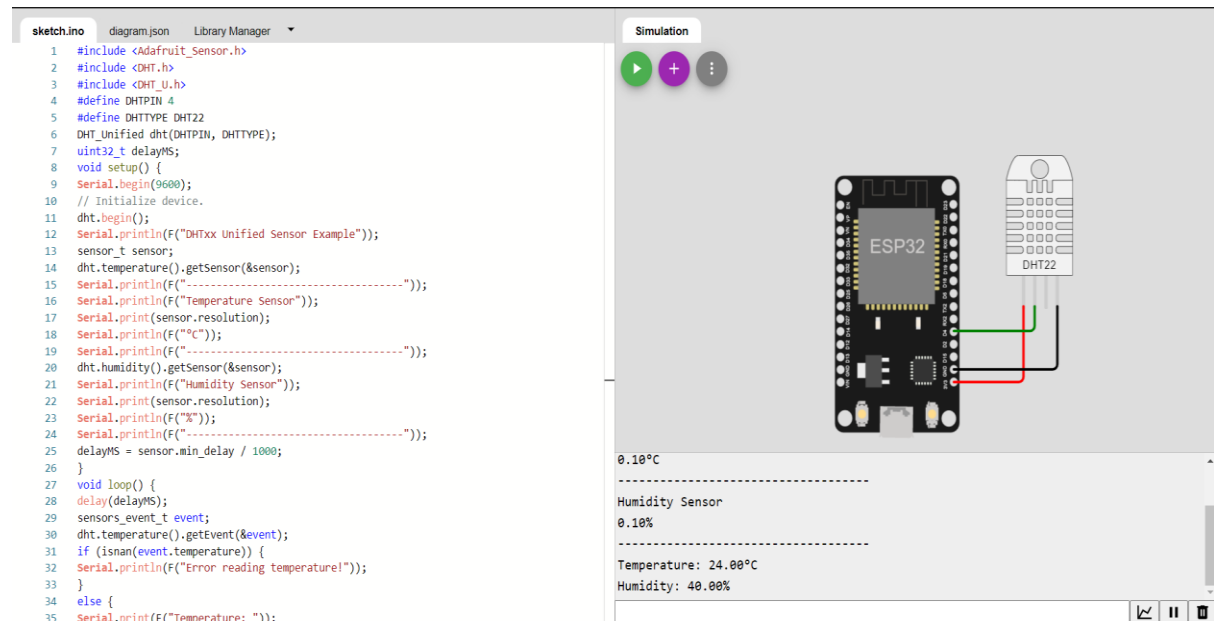 sketch.ino diagram.json Library Manager
1 #include <Adafruit_Sensor.h>
2 #include <DHT.h>
3 #include <DHT_U.h>
4 #define DHTPIN 4
5 #define DHTTYPE DHT22
6 DHT_Unified dht(DHTPIN, DHTTYPE);
7 uint32_t delayMS;
8 void setup() {
9 Serial.begin(9600);
10 // Initialize device.
11 dht.begin();
12 Serial.println(F("DHTxx Unified Sensor Example"));
13 sensor_t sensor;
14 dht.temperature().getSensor(&sensor);
15 Serial.println(F("------------------------------------"));
16 Serial.println(F("Temperature Sensor"));
17 Serial.print(sensor.resolution);
18 Serial.println(F("°C"));
19 Serial.println(F("------------------------------------"));
20 dht.humidity().getSensor(&sensor);
21 Serial.println(F("Humidity Sensor"));
22 Serial.print(sensor.resolution);
23 Serial.println(F("%"));
24 Serial.println(F("------------------------------------"));
25 delayMS = sensor.min_delay / 1000;
26 }
27 void loop() {
28 delay(delayMS);
29 sensors_event_t event;
30 dht.temperature().getEvent(&event);
31 if (isnan(event.temperature)) {
32 Serial.println(F("Error reading temperature!"));
33 }
34 else {
35 Serial.print(F("Temperature: "));
Simulation
ESP32
DHT22
0.10°C
------------------------------------
Humidity Sensor
0.10%
------------------------------------
Temperature: 24.00°C
Humidity: 40.00%